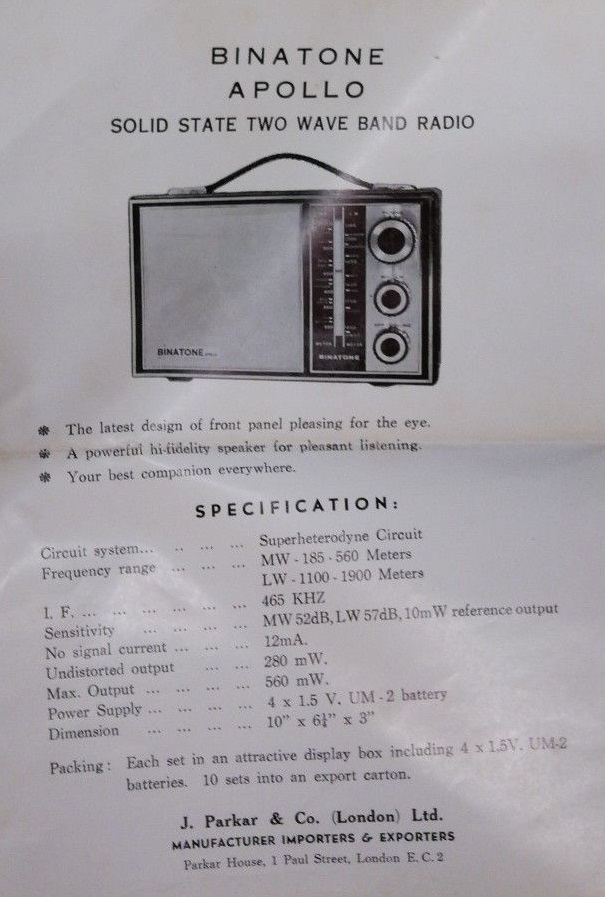 BINATONE
APOLLO
SOLID STATE TWO WAVE BAND RADIO
BINATONE
BINATONE
❋ The latest design of front panel pleasing for the eye.
❋ A powerful hi-fidelity speaker for pleasant listening.
❋ Your best companion everywhere.
SPECIFICATION:
Circuit system... .. ... ... Superheterodyne Circuit
Frequency range ... ... ... MW - 185 - 560 Meters
LW - 1100 - 1900 Meters
I. F. ... ... ... ... ... ... 465 KHZ
Sensitivity ... ... ... ... MW 52dB, LW 57dB, 10mW reference output
No signal current ... ... ... 12mA.
Undistorted output ... ... 280 mW.
Max. Output ... ... ... ... 560 mW.
Power Supply ... ... ... ... 4 x 1.5 V. UM - 2 battery
Dimension ... ... ... ... 10" x 6¼" x 3"
Packing : Each set in an attractive display box including 4 x 1.5V. UM-2
batteries. 10 sets into an export carton.
J. Parkar & Co. (London) Ltd.
MANUFACTURER IMPORTERS & EXPORTERS
Parkar House, 1 Paul Street, London E. C. 2